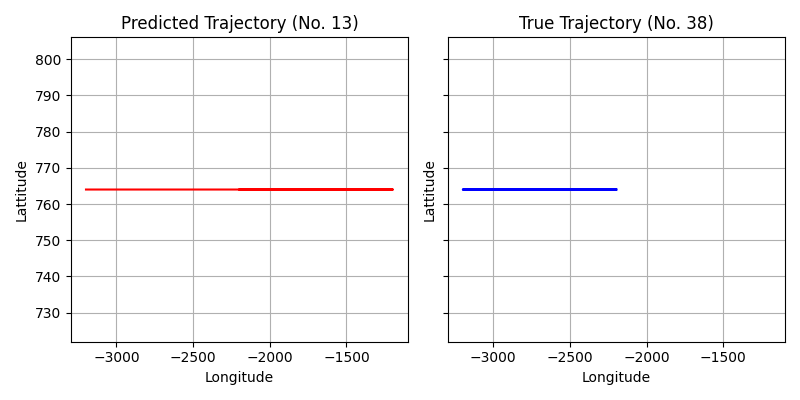 Predicted Trajectory (No. 13)
True Trajectory (No. 38)
800
790
780
770
760
750
740
730
Lattitude
Lattitude
−3000
−2500
−2000
−1500
−3000
−2500
−2000
−1500
Longitude
Longitude